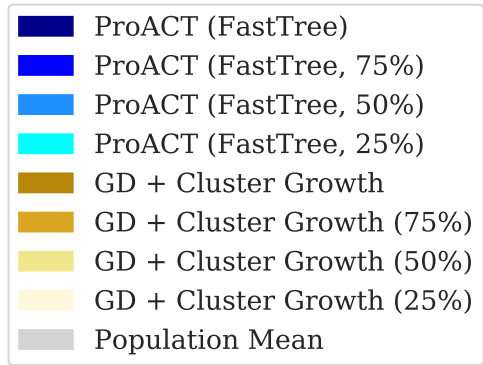 ProACT (FastTree)
ProACT (FastTree, 75%)
ProACT (FastTree, 50%)
ProACT (FastTree, 25%)
GD + Cluster Growth
GD + Cluster Growth (75%)
GD + Cluster Growth (50%)
GD + Cluster Growth (25%)
Population Mean